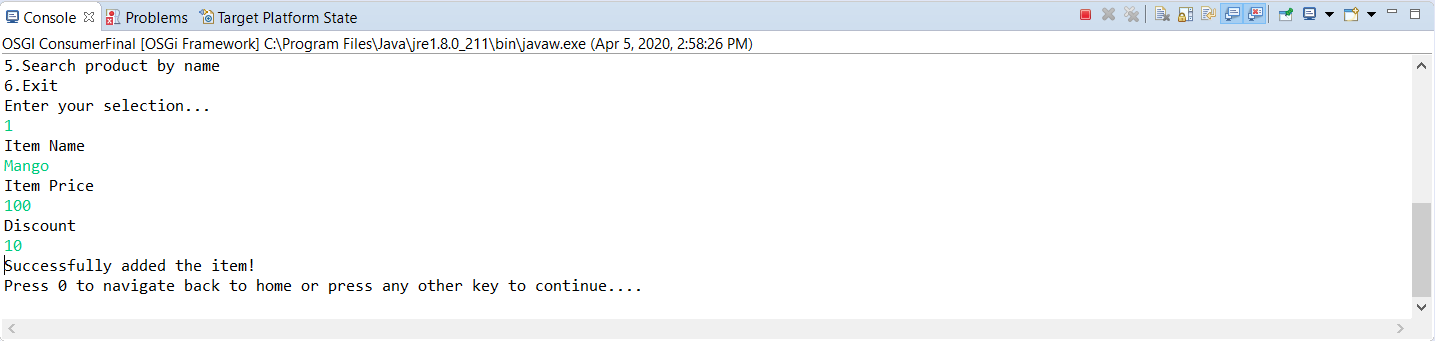 Console Problems Target Platform State
OSGI ConsumerFinal [OSGi Framework] C:\Program Files\Java\jre1.8.0_211\bin\javaw.exe (Apr 5, 2020, 2:58:26 PM)
5.Search product by name
6.Exit
Enter your selection...
1
Item Name
Mango
Item Price
100
Discount
10
Successfully added the item!
Press 0 to navigate back to home or press any other key to continue....